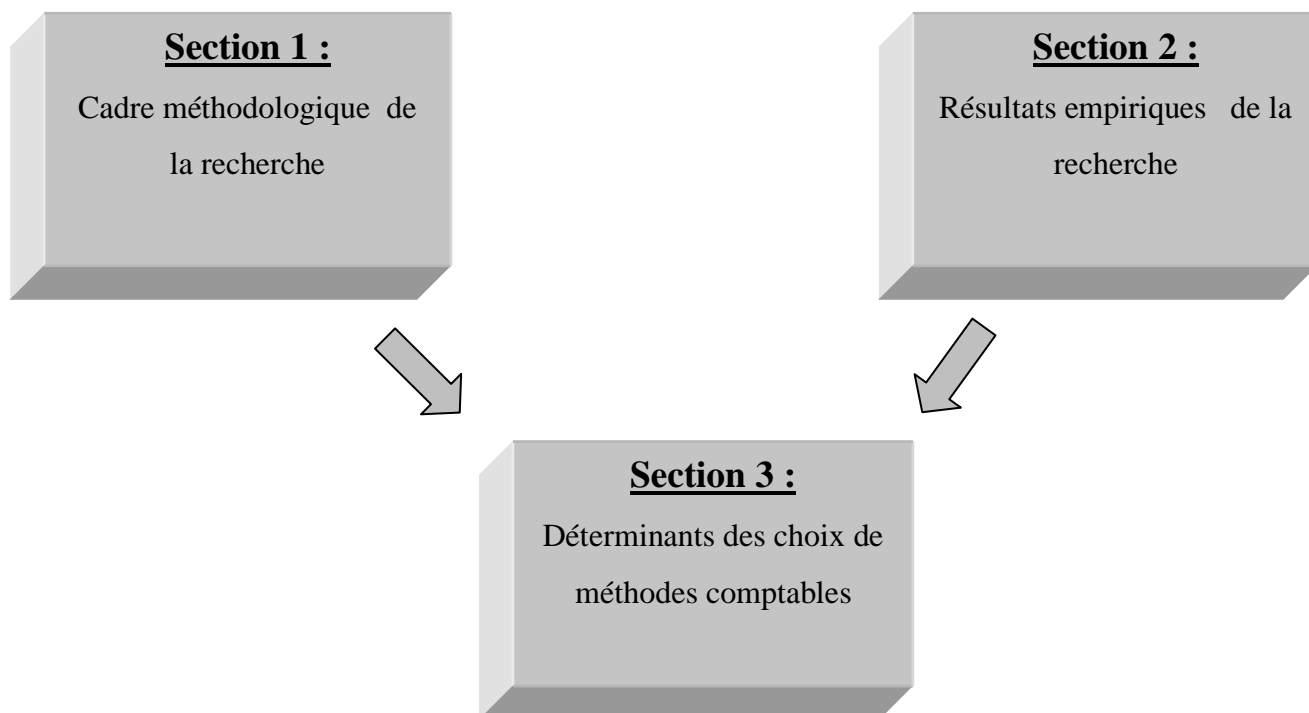 Section 1 :
Cadre méthodologique de
la recherche
Section 2 :
Résultats empiriques de la
recherche
Section 3 :
Déterminants des choix de
méthodes comptables